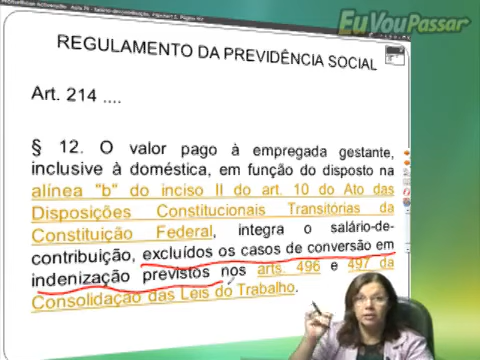 EuVouPassar
REGULAMENTO DA PREVIDÊNCIA SOCIAL
Art. 214 ....
§ 12. O valor pago à empregada gestante,
inclusive à doméstica, em função do disposto na
alínea "b" do inciso II do art. 10 do Ato das
Disposições Constitucionais Transitórias da
Constituição Federal, integra o salário-de-
contribuição, excluídos os casos de conversão em
indenização previstos nos arts. 496 e 497 da
Consolidação das Leis do Trabalho.